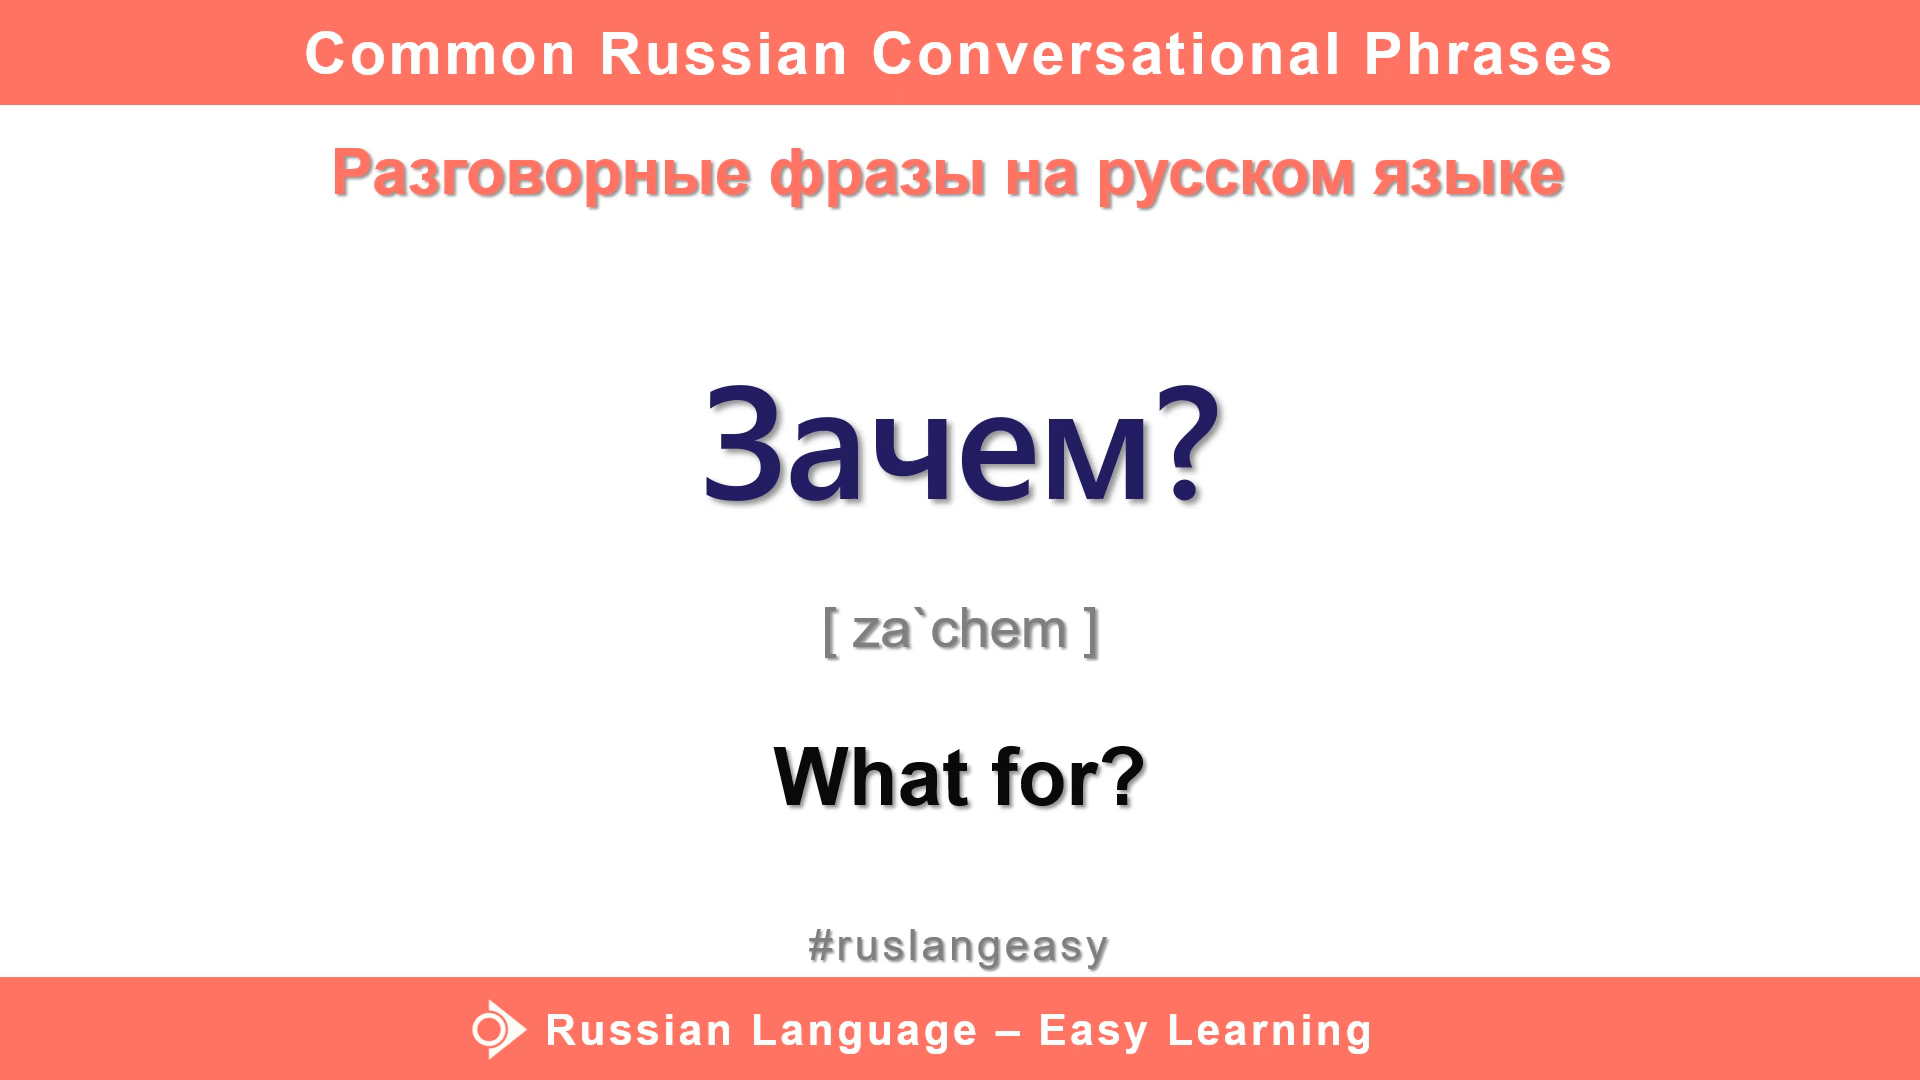 Common Russian Conversational Phrases
Разговорные фразы на русском языке
Зачем?
[ za`chem ]
What for?
#ruslangeasy
Russian Language – Easy Learning